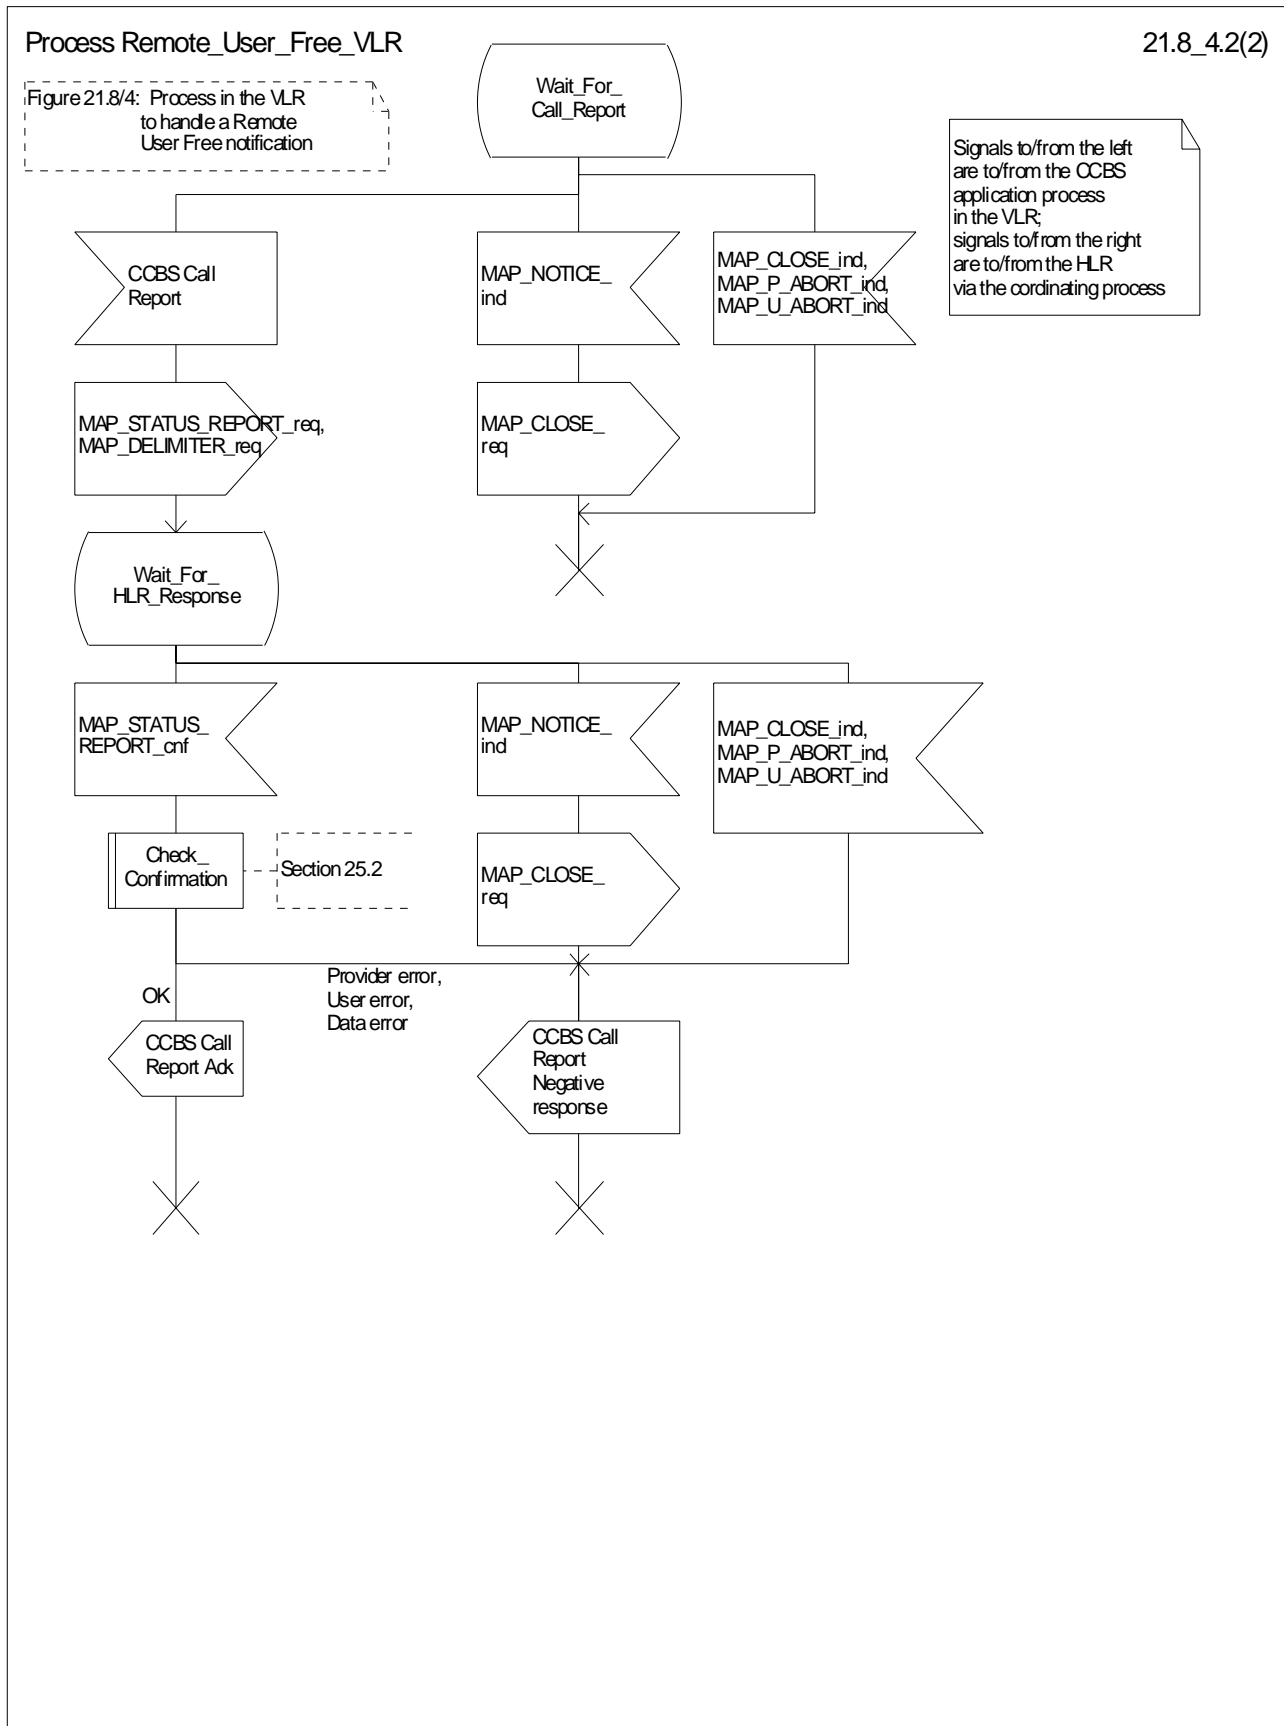 Process Remote_User_Free_VLR
21.8_4.2(2)
Figure 21.8/4: Process in the VLR
to handle a Remote
User Free notification
Wait_For_
Call_Report
Signals to/from the left
are to/from the CCBS
application process
in the VLR;
signals to/from the right
are to/from the HLR
via the cordinating process
CCBS Call
Report
MAP_NOTICE_
ind
MAP_CLOSE_ind,
MAP_P_ABORT_ind,
MAP_U_ABORT_ind
MAP_STATUS_REPORT_req,
MAP_DELIMITER_req
MAP_CLOSE_
req
Wait_For_
HLR_Response
MAP_STATUS_
REPORT_cnf
MAP_NOTICE_
ind
MAP_CLOSE_ind,
MAP_P_ABORT_ind,
MAP_U_ABORT_ind
Check_
Confirmation
Section 25.2
MAP_CLOSE_
req
Provider error,
User error,
Data error
OK
CCBS Call
Report Ack
CCBS Call
Report
Negative
response